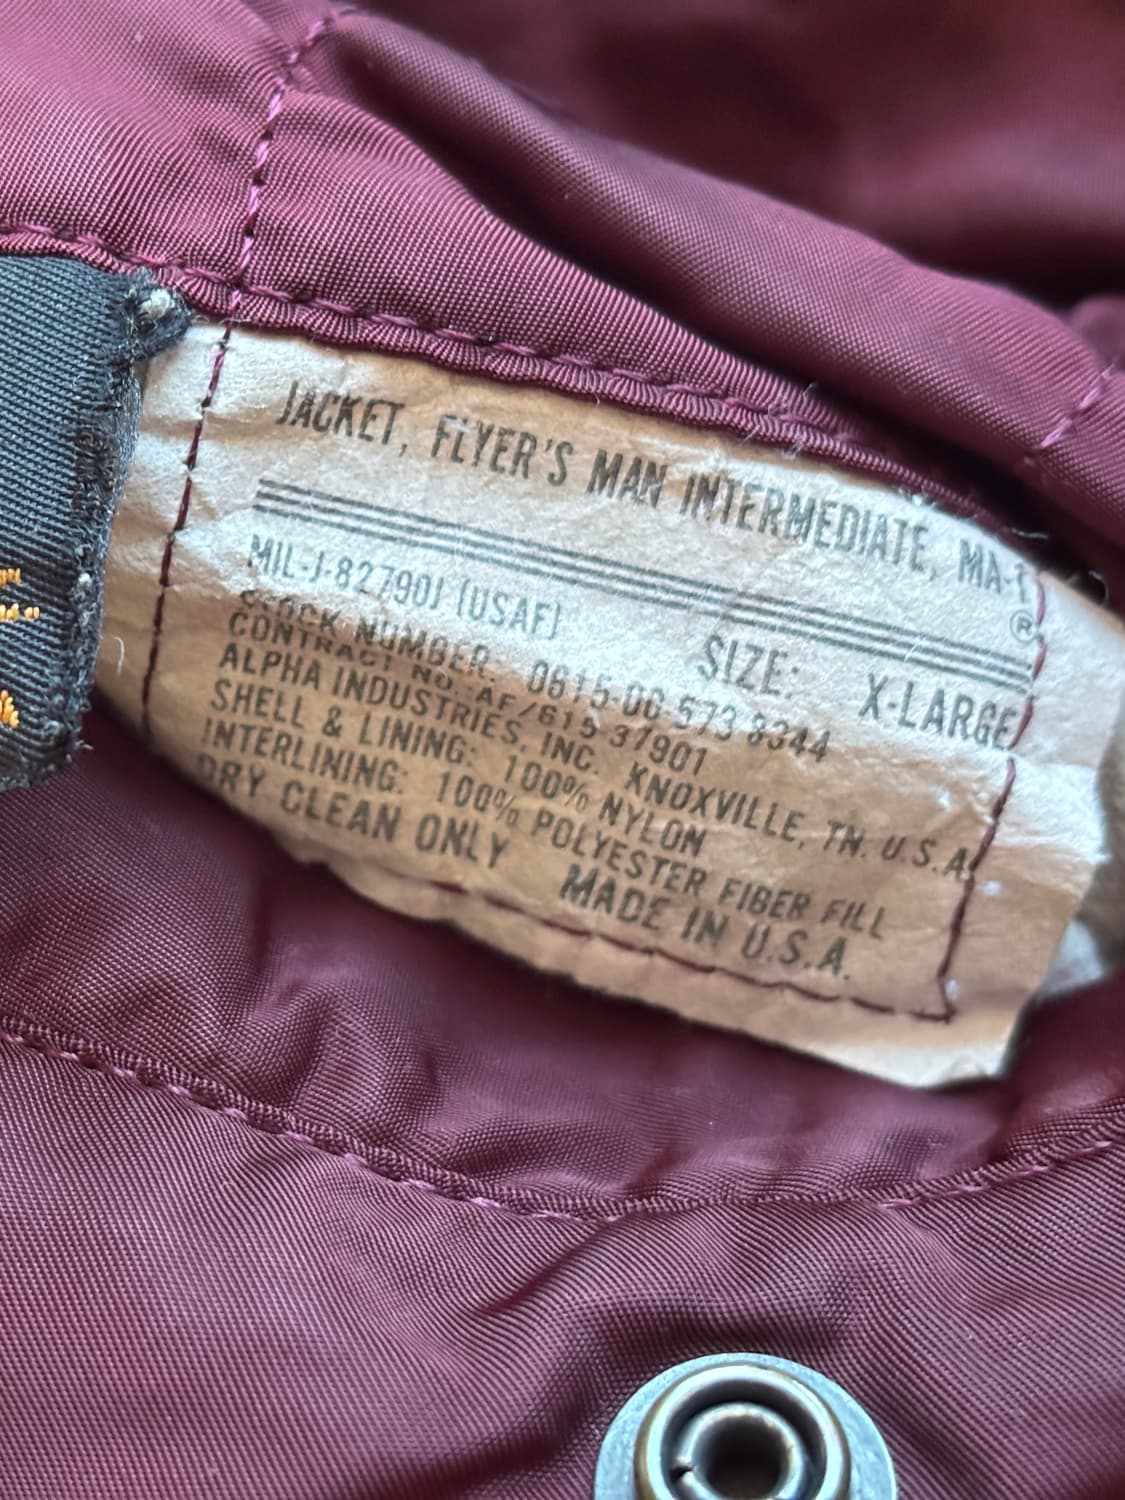 JACKET, FLYER'S MAN INTERMEDIATE, MA-1
®
MIL-J-82790J (USAF)
SIZE: X-LARGE
STOCK NUMBER: 0615-00-573-8344
CONTRACT NO. AF/615-37901
ALPHA INDUSTRIES, INC. KNOXVILLE, TN. U.S.A.
SHELL & LINING: 100% NYLON
INTERLINING: 100% POLYESTER FIBER FILL
DRY CLEAN ONLY MADE IN U.S.A.